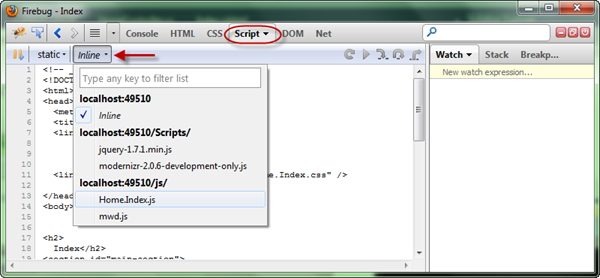 Firebug - Index
Console HTML CSS Script DOM Net
static Inline Watch Stack Breakp...
New watch expression...
Type any key to filter list
localhost:49510
Inline
localhost:49510/Scripts/
jquery-1.7.1.min.js
modernizr-2.0.6-development-only.js
localhost:49510/js/
Home.Index.js
mwd.js
1 <!--
2 <!DOCT
3 <html>
4 <head>
5 <met
6 <tit
7 <lin
8
9
10
11 <lin me.Index.css" />
12
13 </head
14 <body>
15
16
17 <h2>
18 Index</h2>
19 <section id="main-section">